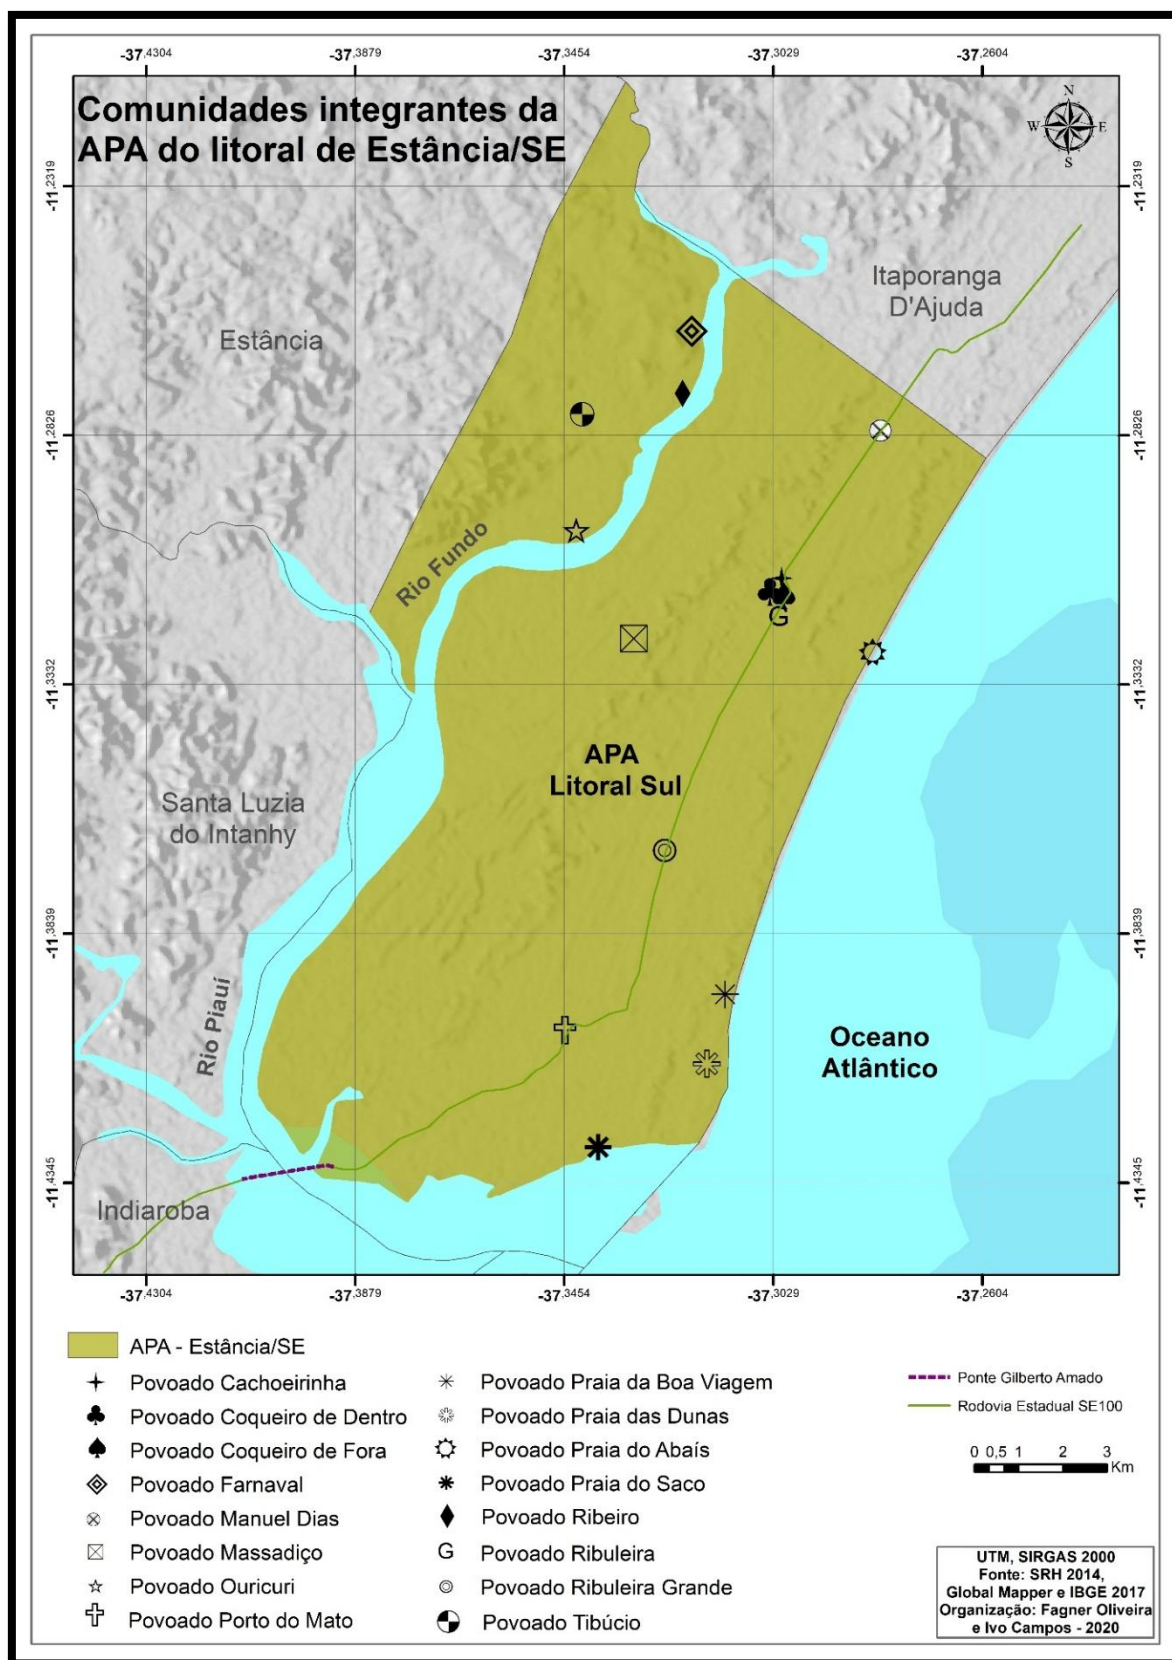 -37,4304 -37,3879 -37,3454 -37,3029 -37,2604
Comunidades integrantes da
APA do litoral de Estância/SE
N
W E
S
-11,2319 -11,2319
Itaporanga
D'Ajuda
Estância
-11,2826 -11,2826
Rio Fundo
G
-11,3332 -11,3332
APA
Litoral Sul
Santa Luzia
do Intanhy
-11,3839 -11,3839
Rio Piauí
Oceano
Atlântico
-11,4345 -11,4345
Indiaroba
-37,4304 -37,3879 -37,3454 -37,3029 -37,2604
APA - Estância/SE
Povoado Cachoeirinha
Povoado Coqueiro de Dentro
Povoado Coqueiro de Fora
Povoado Farnaval
Povoado Manuel Dias
Povoado Massadiço
Povoado Ouricuri
Povoado Porto do Mato
Povoado Praia da Boa Viagem
Povoado Praia das Dunas
Povoado Praia do Abaís
Povoado Praia do Saco
Povoado Ribeiro
G Povoado Ribuleira
Povoado Ribuleira Grande
Povoado Tibúcio
Ponte Gilberto Amado
Rodovia Estadual SE100
0 0,5 1 2 3
Km
UTM, SIRGAS 2000
Fonte: SRH 2014,
Global Mapper e IBGE 2017
Organização: Fagner Oliveira
e Ivo Campos - 2020